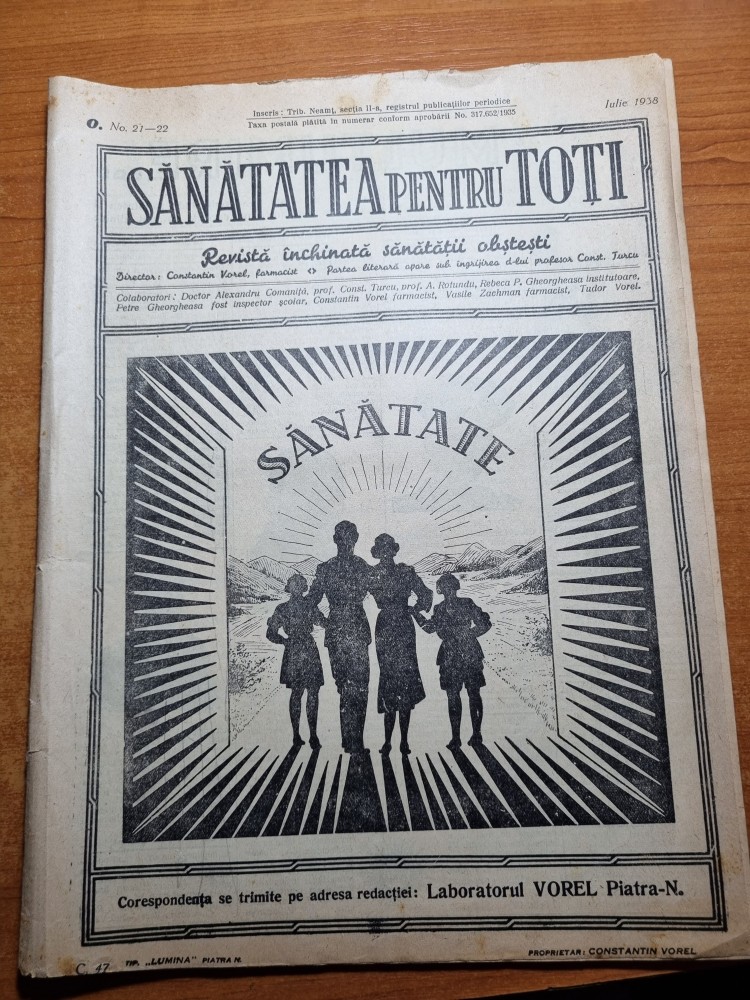 Inscris : Trib. Neamț, secția II-a, registrul publicațiilor periodice
Taxa postală plătită în numerar conform aprobării No. 317.652/1935
Iulie 1938
O. No. 21—22
SĂNĂTATEA PENTRU TOȚI
Revistă închinată sănătății obștești
Director: Constantin Vorel, farmacist <> Partea literară apare sub îngrijirea d-lui profesor Const. Turcu
Colaboratori : Doctor Alexandru Comaniță, prof. Const. Turcu, prof. A. Rotundu, Rebeca P. Gheorgheasa institutoare,
Petre Gheorgheasa fost inspector școlar, Constantin Vorel farmacist, Vasile Zachman farmacist, Tudor Vorel.
SĂNĂTATE
Corespondența se trimite pe adresa redacției: Laboratorul VOREL Piatra-N.
C. 47 TIP. „LUMINA" PIATRA N. PROPRIETAR: CONSTANTIN VOREL